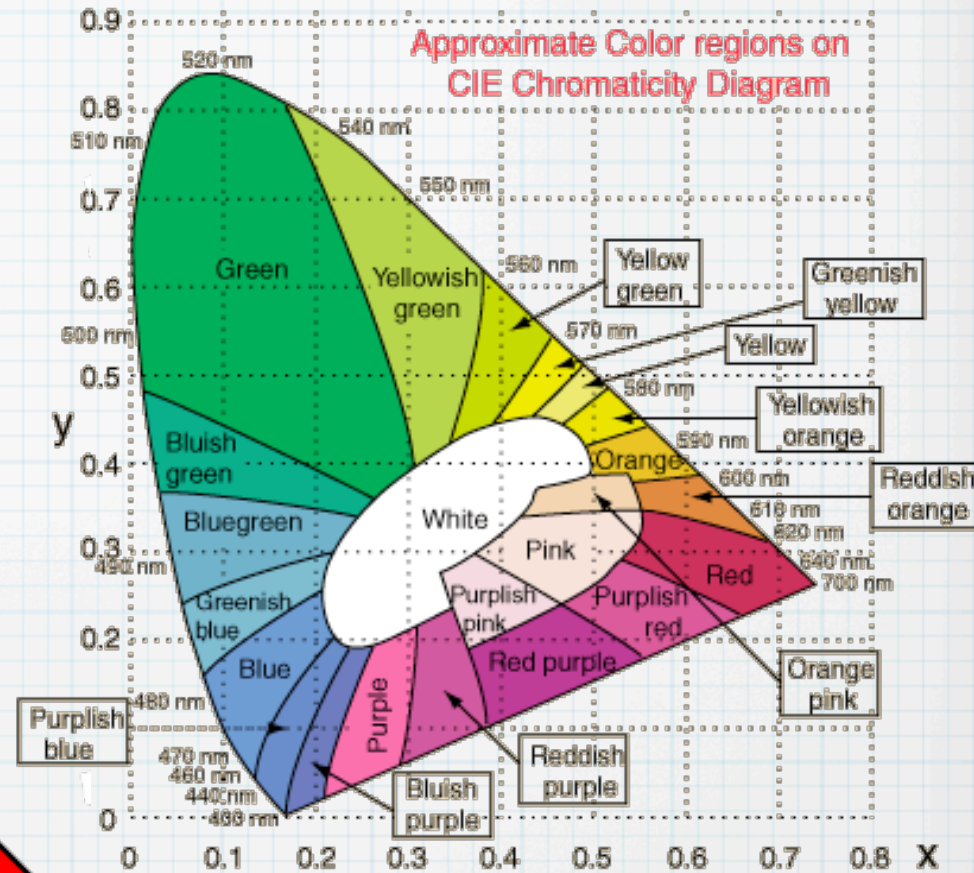 Approximate Color regions on
CIE Chromaticity Diagram
0.9
520 nm
0.8
540 nm
510 nm
550 nm
0.7
560 nm
Yellow
green
Greenish
yellow
Green
Yellowish
green
0.6
500 nm
570 nm
Yellow
0.5
580 nm
Yellowish
orange
y
Bluish
green
590 nm
0.4
Orange
600 nm
Reddish
orange
White
Bluegreen
610 nm
620 nm
0.3
Pink
490 nm
640 nm
Red
700 nm
Greenish
blue
Purplish
pink
Purplish
red
0.2
Blue
Red purple
Orange
pink
480 nm
Purple
Purplish
blue
Reddish
purple
470 nm
460 nm
440 nm
Bluish
purple
400 nm
0
0 0.1 0.2 0.3 0.4 0.5 0.6 0.7 0.8 X